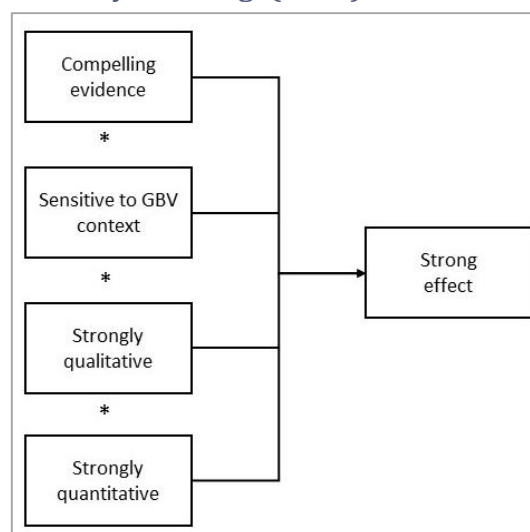 Compelling
evidence
*
Sensitive to GBV
context
*
Strongly
qualitative
*
Strongly
quantitative
Strong
effect